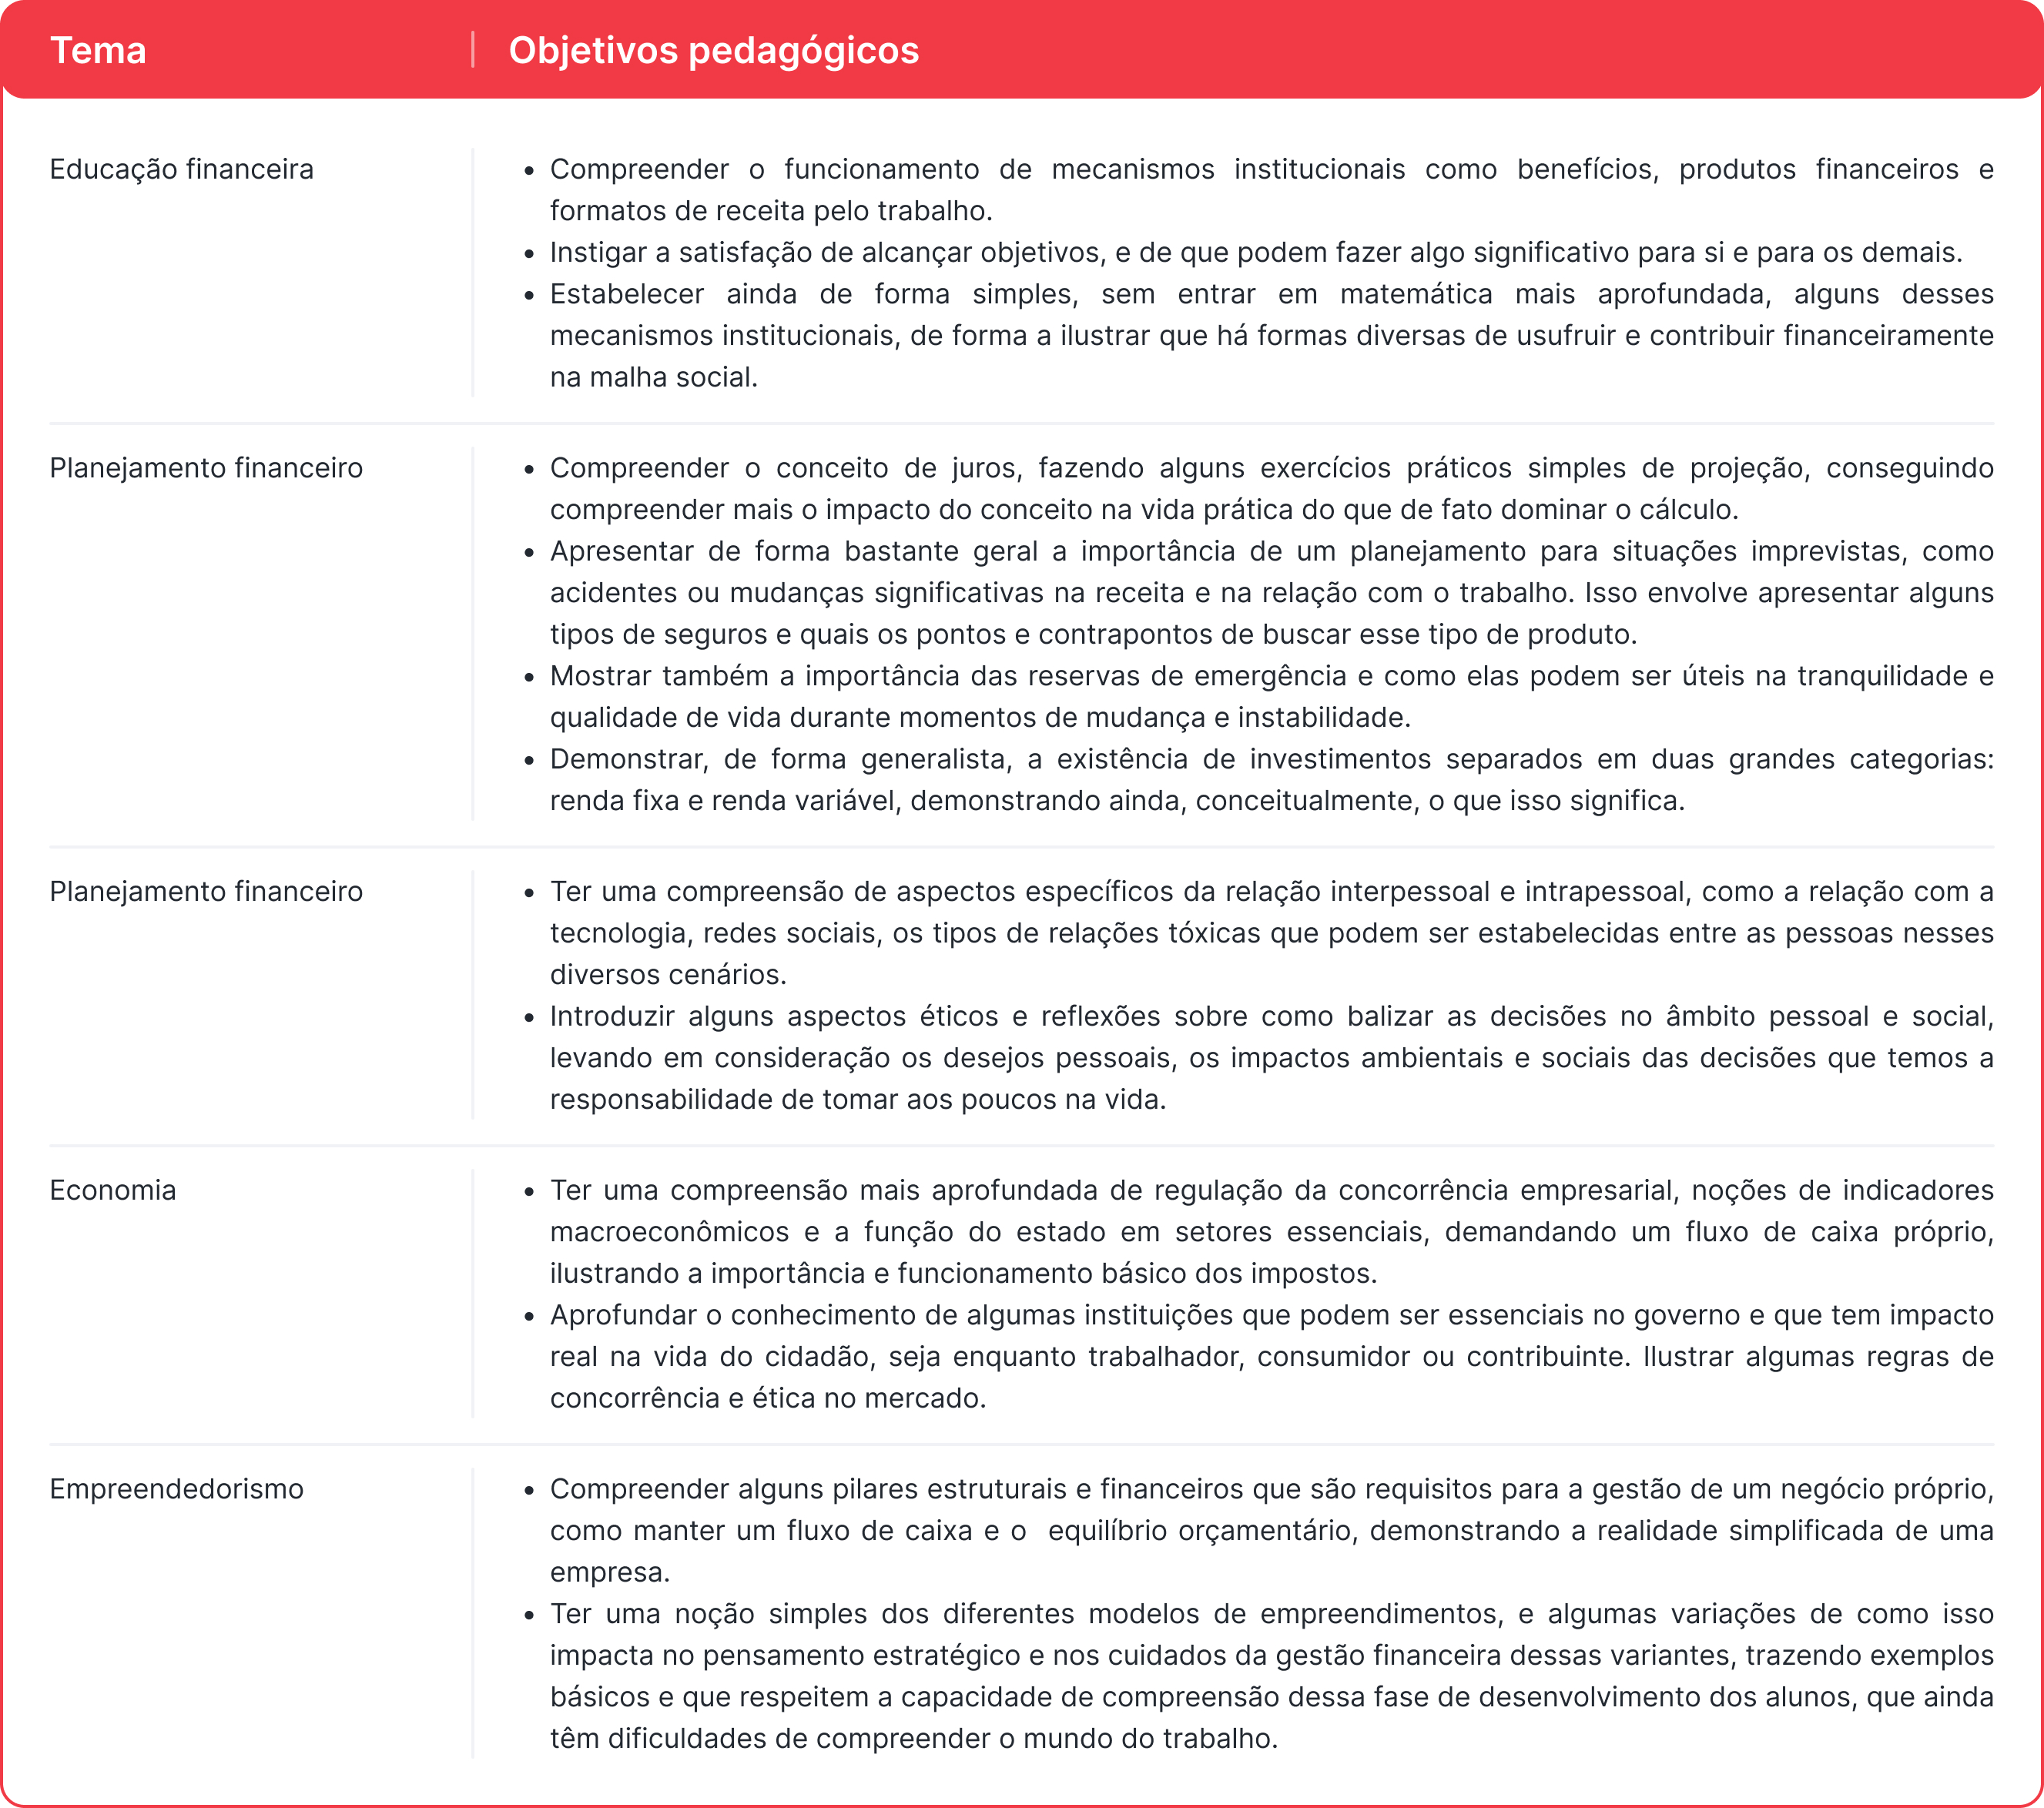 Tema
Objetivos pedagógicos
Educação financeira
• Compreender o funcionamento de mecanismos institucionais como benefícios, produtos financeiros e
formatos de receita pelo trabalho.
• Instigar a satisfação de alcançar objetivos, e de que podem fazer algo significativo para si e para os demais.
• Estabelecer ainda de forma simples, sem entrar em matemática mais aprofundada, alguns desses
mecanismos institucionais, de forma a ilustrar que há formas diversas de usufruir e contribuir financeiramente
na malha social.
Planejamento financeiro
• Compreender o conceito de juros, fazendo alguns exercícios práticos simples de projeção, conseguindo
compreender mais o impacto do conceito na vida prática do que de fato dominar o cálculo.
• Apresentar de forma bastante geral a importância de um planejamento para situações imprevistas, como
acidentes ou mudanças significativas na receita e na relação com o trabalho. Isso envolve apresentar alguns
tipos de seguros e quais os pontos e contrapontos de buscar esse tipo de produto.
• Mostrar também a importância das reservas de emergência e como elas podem ser úteis na tranquilidade e
qualidade de vida durante momentos de mudança e instabilidade.
• Demonstrar, de forma generalista, a existência de investimentos separados em duas grandes categorias:
renda fixa e renda variável, demonstrando ainda, conceitualmente, o que isso significa.
Planejamento financeiro
• Ter uma compreensão de aspectos específicos da relação interpessoal e intrapessoal, como a relação com a
tecnologia, redes sociais, os tipos de relações tóxicas que podem ser estabelecidas entre as pessoas nesses
diversos cenários.
• Introduzir alguns aspectos éticos e reflexões sobre como balizar as decisões no âmbito pessoal e social,
levando em consideração os desejos pessoais, os impactos ambientais e sociais das decisões que temos a
responsabilidade de tomar aos poucos na vida.
Economia
• Ter uma compreensão mais aprofundada de regulação da concorrência empresarial, noções de indicadores
macroeconômicos e a função do estado em setores essenciais, demandando um fluxo de caixa próprio,
ilustrando a importância e funcionamento básico dos impostos.
• Aprofundar o conhecimento de algumas instituições que podem ser essenciais no governo e que tem impacto
real na vida do cidadão, seja enquanto trabalhador, consumidor ou contribuinte. Ilustrar algumas regras de
concorrência e ética no mercado.
Empreendedorismo
• Compreender alguns pilares estruturais e financeiros que são requisitos para a gestão de um negócio próprio,
como manter um fluxo de caixa e o equilíbrio orçamentário, demonstrando a realidade simplificada de uma
empresa.
• Ter uma noção simples dos diferentes modelos de empreendimentos, e algumas variações de como isso
impacta no pensamento estratégico e nos cuidados da gestão financeira dessas variantes, trazendo exemplos
básicos e que respeitem a capacidade de compreensão dessa fase de desenvolvimento dos alunos, que ainda
têm dificuldades de compreender o mundo do trabalho.